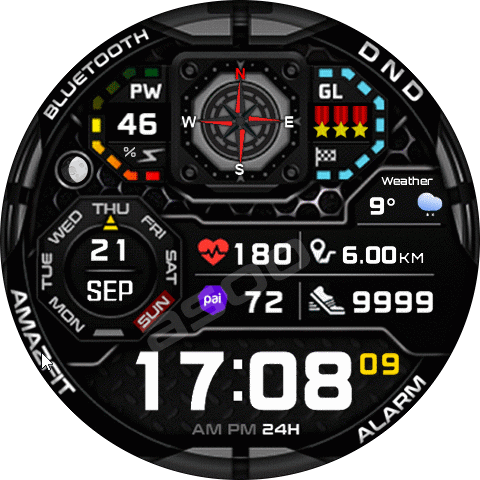 BLUETOOTH
DND
PW
46
%
N
W
E
S
GL
Weather
9°
THU
WED
FRI
TUE
21
SAT
SEP
MON
SUN
180
6.00KM
pai
72
9999
asou
AMAZFIT
17:08
09
AM PM 24H
ALARM